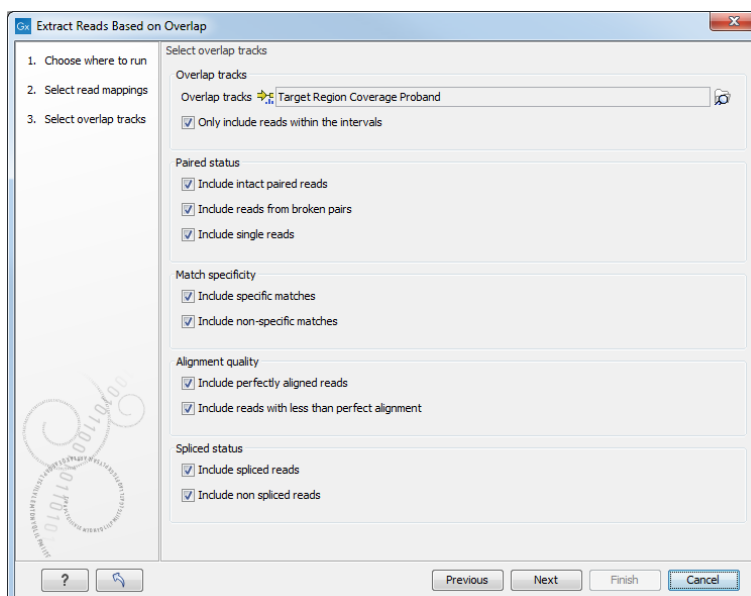 Gx Extract Reads Based on Overlap
1. Choose where to run
2. Select read mappings
3. Select overlap tracks
Select overlap tracks
Overlap tracks
Overlap tracks Target Region Coverage Proband
Only include reads within the intervals
Paired status
Include intact paired reads
Include reads from broken pairs
Include single reads
Match specificity
Include specific matches
Include non-specific matches
Alignment quality
Include perfectly aligned reads
Include reads with less than perfect alignment
Spliced status
Include spliced reads
Include non spliced reads
? Previous Next Finish Cancel